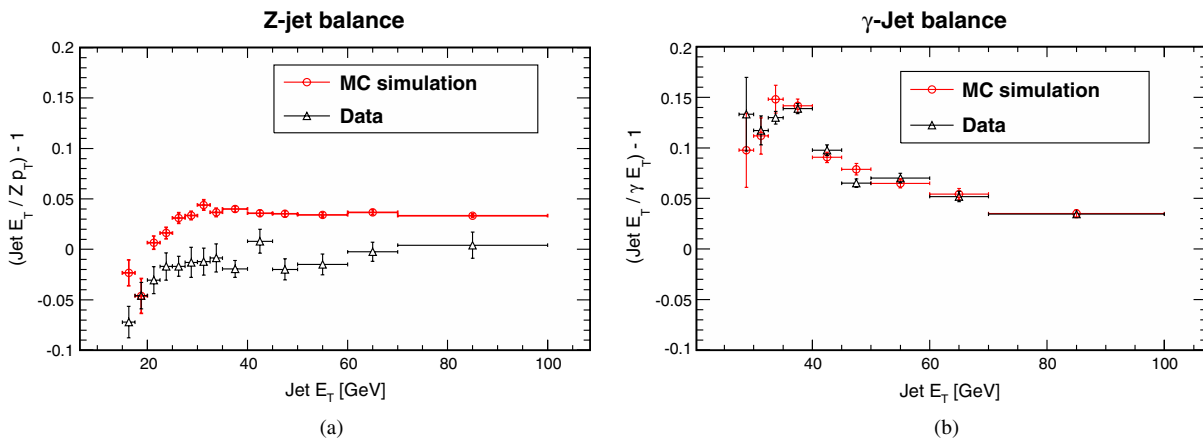 Z-jet balance
(Jet E_T / Z p_T) - 1
0.2
0.15
0.1
0.05
0
-0.05
-0.1
MC simulation
Data
20
40
60
80
100
Jet E_T [GeV]
(a)
γ-Jet balance
(Jet E_T / γ E_T) - 1
0.2
0.15
0.1
0.05
0
-0.05
-0.1
MC simulation
Data
40
60
80
100
Jet E_T [GeV]
(b)